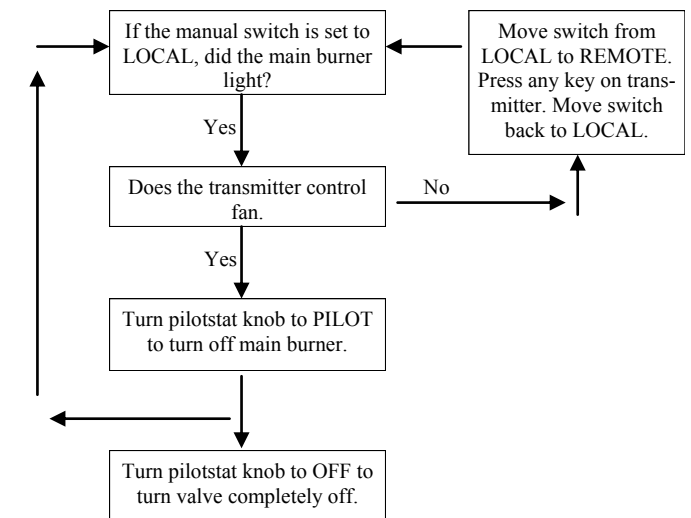 If the manual switch is set to
LOCAL, did the main burner
light?
Move switch from
LOCAL to REMOTE.
Press any key on trans-
mitter. Move switch
back to LOCAL.
Yes
Does the transmitter control
fan.
No
Yes
Turn pilotstat knob to PILOT
to turn off main burner.
Turn pilotstat knob to OFF to
turn valve completely off.